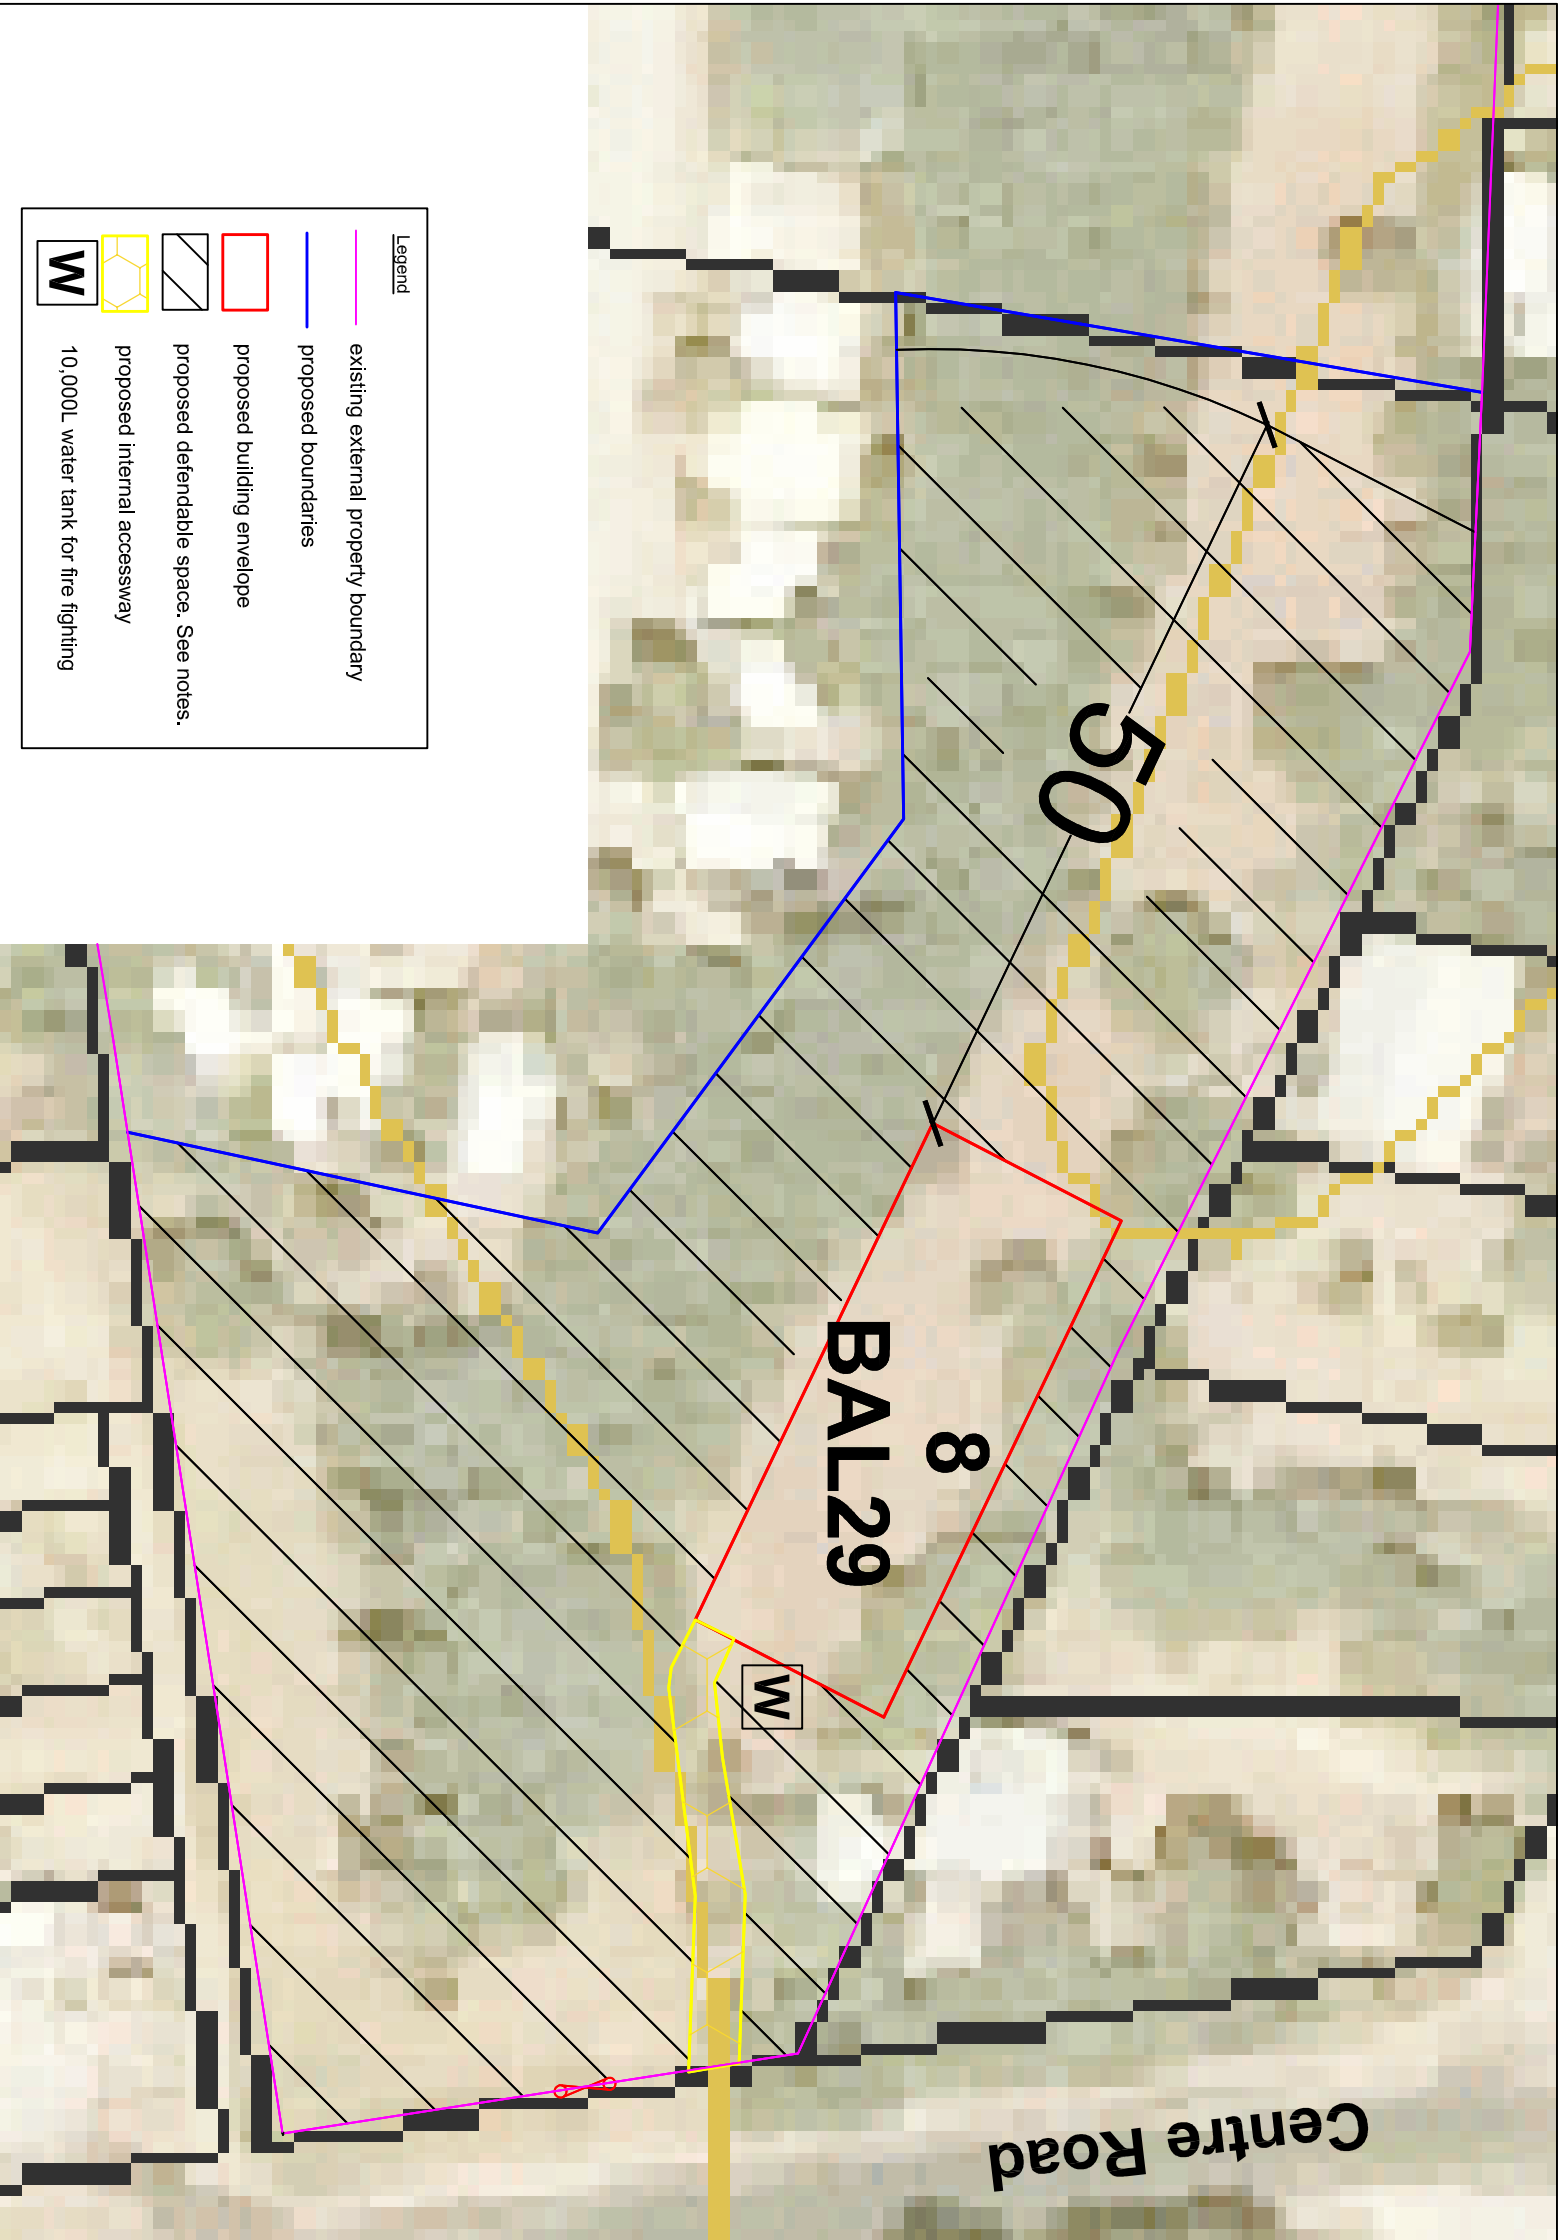 Legend
existing external property boundary
proposed boundaries
proposed building envelope
proposed defendable space. See notes.
proposed internal accessway
W
10,000L water tank for fire fighting
50
8
BAL29
W
Centre Road